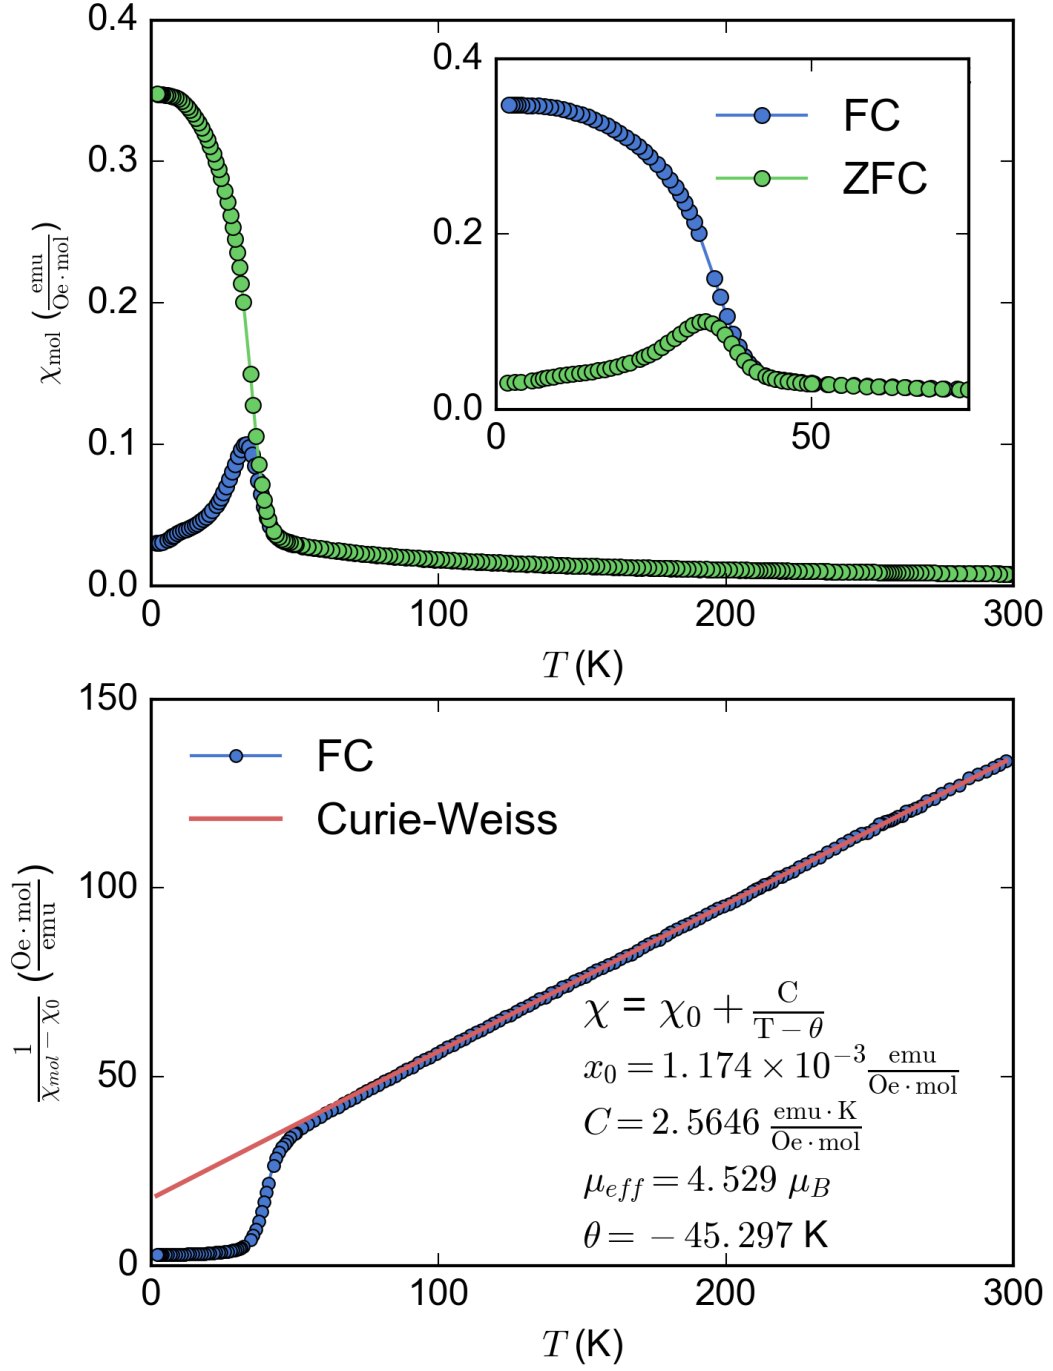 0.4
0.3
0.2
0.1
0.0
χmol (emu/Oe·mol)
0 100 200 300
T (K)
0.4
0.2
0.0
0 50
FC
ZFC
150
100
50
0
1/(χmol − χ0) (Oe·mol/emu)
FC
Curie-Weiss
χ = χ0 + C/(T − θ)
x0 = 1.174 × 10−3 emu/Oe·mol
C = 2.5646 emu·K/Oe·mol
μeff = 4.529 μB
θ = −45.297 K
0 100 200 300
T (K)